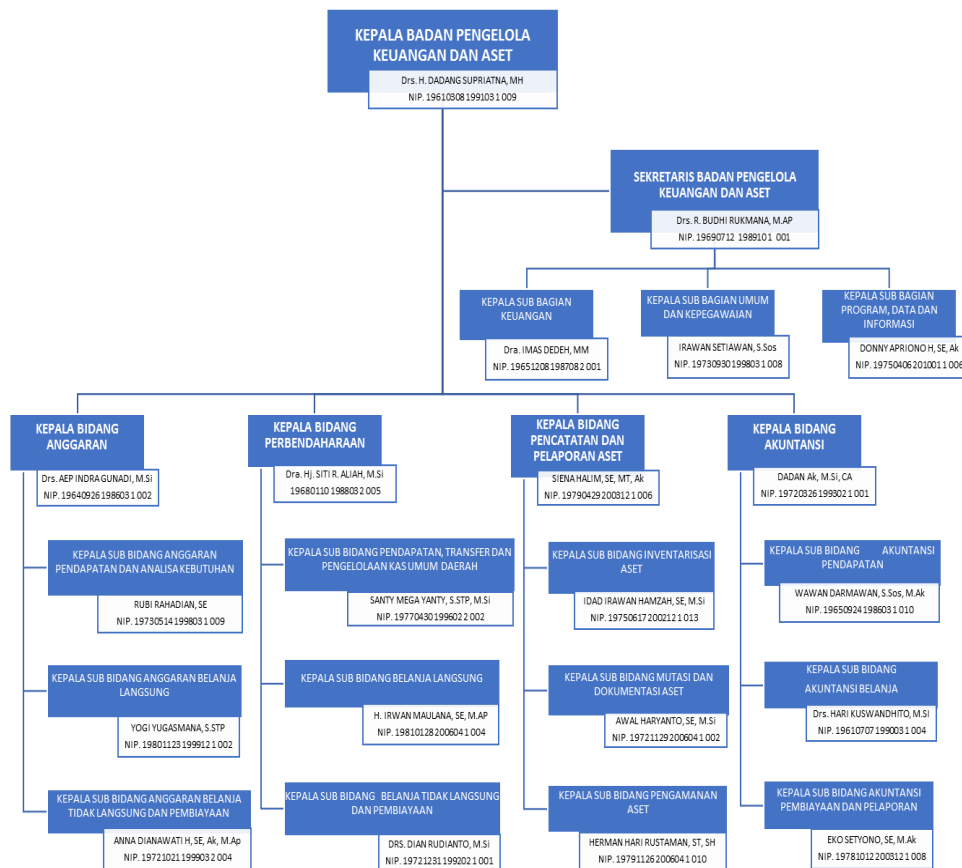 KEPALA BADAN PENGELOLA
KEUANGAN DAN ASET
Drs. H. DADANG SUPRIATNA, MH
NIP. 19610308 199103 1 009
SEKRETARIS BADAN PENGELOLA
KEUANGAN DAN ASET
Drs. R. BUDHI RUKMANA, M.AP
NIP. 19690712 198910 1 001
KEPALA SUB BAGIAN
KEUANGAN
Dra. IMAS DEDEH, MM
NIP. 19651208 198708 2 001
KEPALA SUB BAGIAN UMUM
DAN KEPEGAWAIAN
IRAWAN SETIAWAN, S.Sos
NIP. 19730930 199803 1 008
KEPALA SUB BAGIAN
PROGRAM, DATA DAN
INFORMASI
DONNY APRIONO H, SE, Ak
NIP. 19750406 201001 1 006
KEPALA BIDANG
ANGGARAN
Drs. AEP INDRA GUNADI, M.Si
NIP. 19640926 198603 1 002
KEPALA SUB BIDANG ANGGARAN
PENDAPATAN DAN ANALISA KEBUTUHAN
RUBI RAHADIAN, SE
NIP. 19730514 199803 1 009
KEPALA SUB BIDANG ANGGARAN BELANJA
LANGSUNG
YOGI YUGASMANA, S.STP
NIP. 19801123 199912 1 002
KEPALA SUB BIDANG ANGGARAN BELANJA
TIDAK LANGSUNG DAN PEMBIAYAAN
ANNA DIANAWATI H, SE, Ak, M.Ap
NIP. 19721021 199903 2 004
KEPALA BIDANG
PERBENDAHARAAN
Dra. Hj. SITI R. ALIAH, M.Si
19680110 198803 2 005
KEPALA SUB BIDANG PENDAPATAN, TRANSFER DAN
PENGELOLAAN KAS UMUM DAERAH
SANTY MEGA YANTY, S.STP, M.Si
NIP. 19770430 199602 2 002
KEPALA SUB BIDANG BELANJA LANGSUNG
H. IRWAN MAULANA, SE, M.AP
NIP. 19810128 200604 1 004
KEPALA SUB BIDANG BELANJA TIDAK LANGSUNG
DAN PEMBIAYAAN
DRS. DIAN RUDIANTO, M.Si
NIP. 19721231 199202 1 001
KEPALA BIDANG
PENCATATAN DAN
PELAPORAN ASET
SIENA HALIM, SE, MT, Ak
NIP. 19790429 200312 1 006
KEPALA SUB BIDANG INVENTARISASI
ASET
IDAD IRAWAN HAMZAH, SE, M.Si
NIP. 19750617 200212 1 013
KEPALA SUB BIDANG MUTASI DAN
DOKUMENTASI ASET
AWAL HARYANTO, SE, M.Si
NIP. 19721129 200604 1 002
KEPALA SUB BIDANG PENGAMANAN
ASET
HERMAN HARI RUSTAMAN, ST, SH
NIP. 19791126 200604 1 010
KEPALA BIDANG
AKUNTANSI
DADAN Ak, M.Si, CA
NIP. 19720326 199302 1 001
KEPALA SUB BIDANG AKUNTANSI
PENDAPATAN
WAWAN DARMAWAN, S.Sos, M.Ak
NIP. 19650924 198603 1 010
KEPALA SUB BIDANG
AKUNTANSI BELANJA
Drs. HARI KUSWANDHITO, M.SI
NIP. 19610707 199003 1 004
KEPALA SUB BIDANG AKUNTANSI
PEMBIAYAAN DAN PELAPORAN
EKO SETYONO, SE, M.Ak
NIP. 19781012 200312 1 008